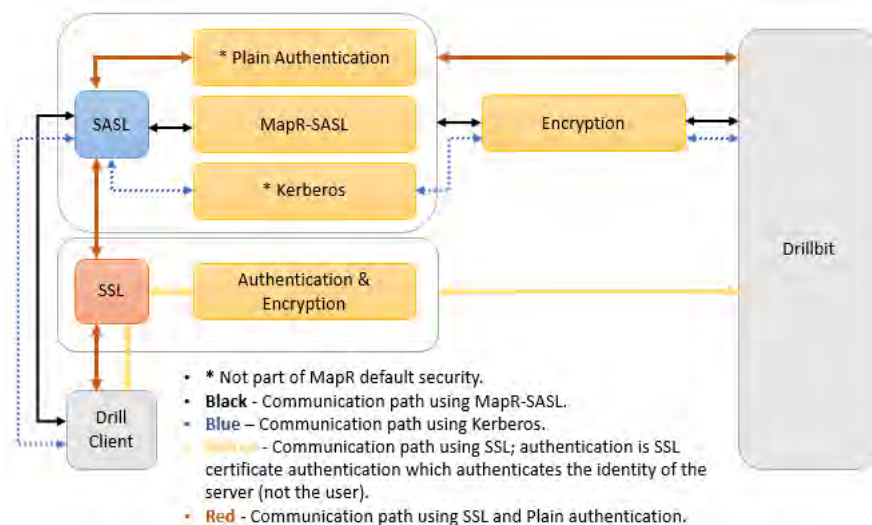 * Plain Authentication
SASL
MapR-SASL
Encryption
* Kerberos
Drillbit
SSL
Authentication &
Encryption
Drill
Client
• * Not part of MapR default security.
• Black - Communication path using MapR-SASL.
• Blue – Communication path using Kerberos.
• - Communication path using SSL; authentication is SSL
certificate authentication which authenticates the identity of the
server (not the user).
• Red - Communication path using SSL and Plain authentication.